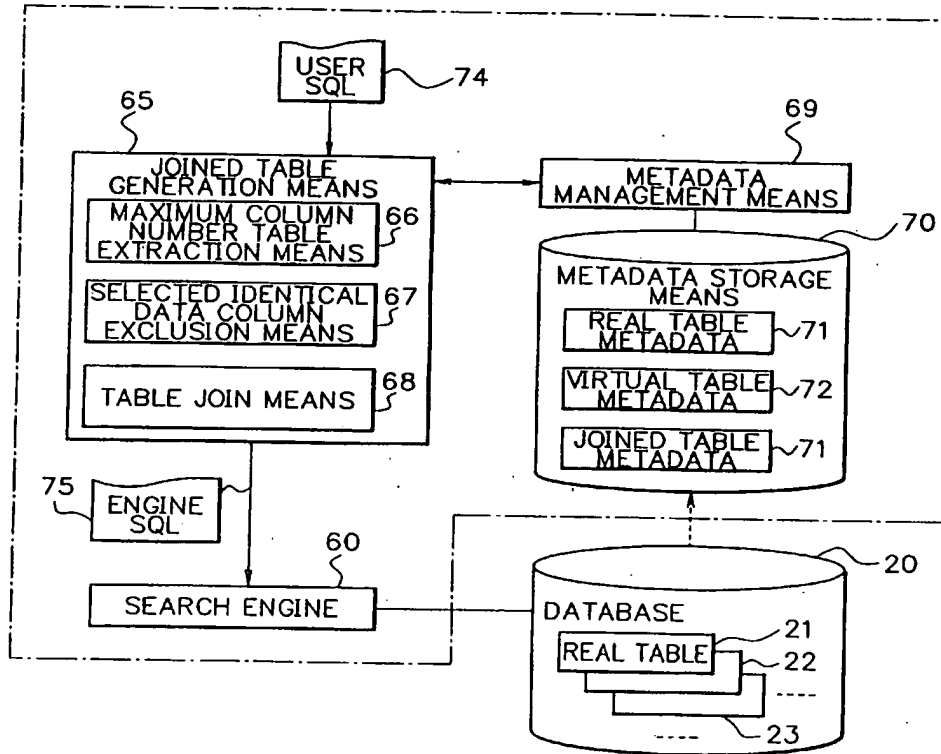 USER
SQL
74
65
69
JOINED TABLE
GENERATION MEANS
METADATA
MANAGEMENT MEANS
MAXIMUM COLUMN
NUMBER TABLE
EXTRACTION MEANS
66
70
METADATA STORAGE
MEANS
SELECTED IDENTICAL
DATA COLUMN
EXCLUSION MEANS
67
REAL TABLE
METADATA
71
TABLE JOIN MEANS
68
VIRTUAL TABLE
METADATA
72
JOINED TABLE
METADATA
71
75
ENGINE
SQL
60
SEARCH ENGINE
20
DATABASE
21
REAL TABLE
22
23